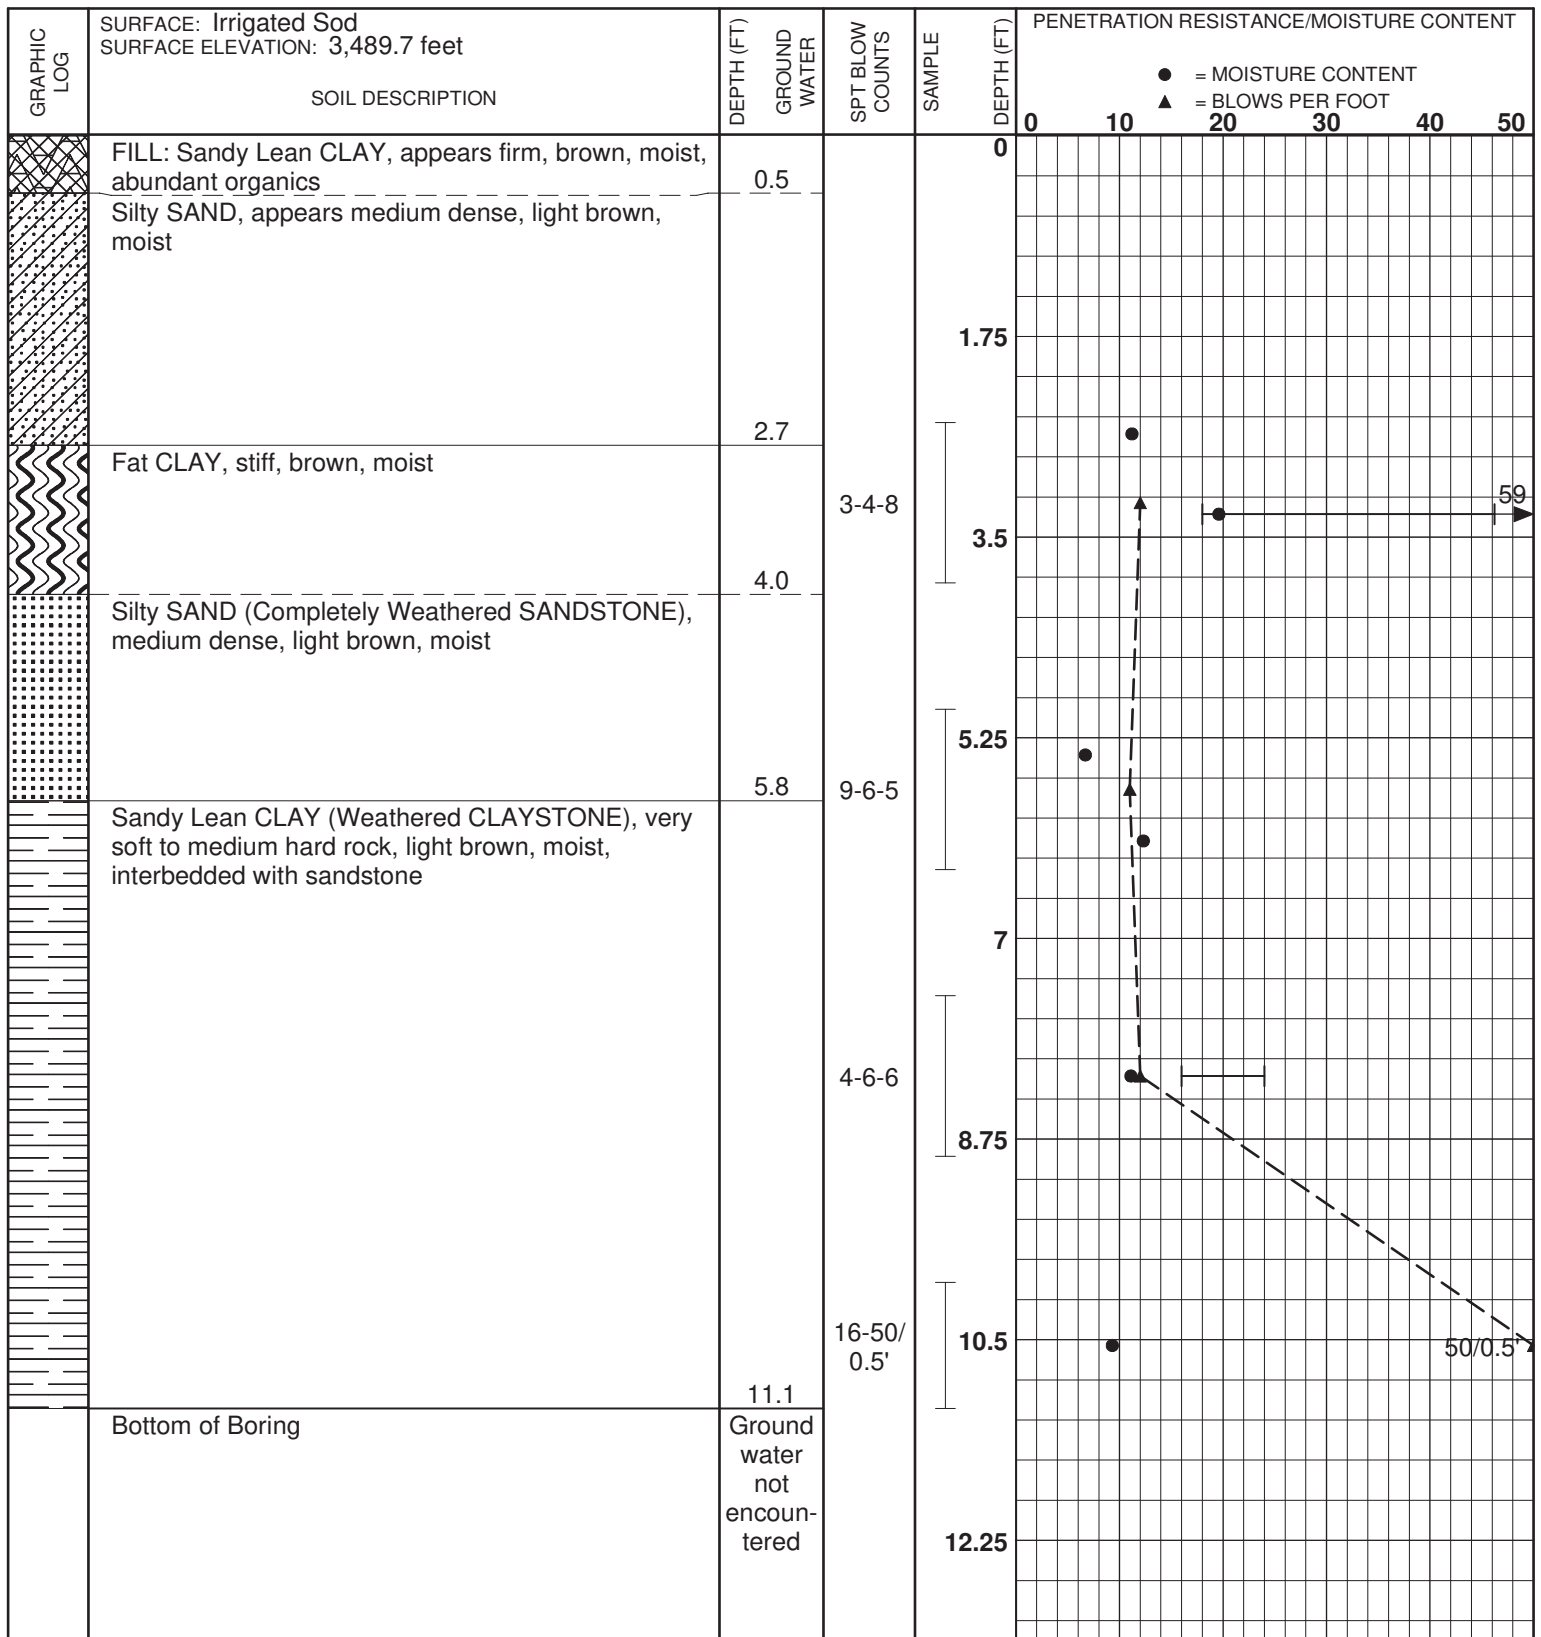 GRAPHIC
LOG
SURFACE: Irrigated Sod
SURFACE ELEVATION: 3,489.7 feet
SOIL DESCRIPTION
DEPTH (FT)
GROUND
WATER
SPT BLOW
COUNTS
SAMPLE
DEPTH (FT)
PENETRATION RESISTANCE/MOISTURE CONTENT
= MOISTURE CONTENT
= BLOWS PER FOOT
0 10 20 30 40 50
0
FILL: Sandy Lean CLAY, appears firm, brown, moist,
abundant organics
0.5
Silty SAND, appears medium dense, light brown,
moist
1.75
2.7
Fat CLAY, stiff, brown, moist
3-4-8
59
3.5
4.0
Silty SAND (Completely Weathered SANDSTONE),
medium dense, light brown, moist
5.25
5.8
9-6-5
Sandy Lean CLAY (Weathered CLAYSTONE), very
soft to medium hard rock, light brown, moist,
interbedded with sandstone
7
4-6-6
8.75
16-50/
0.5'
10.5
50/0.5'
11.1
Bottom of Boring
Ground
water
not
encoun-
tered
12.25